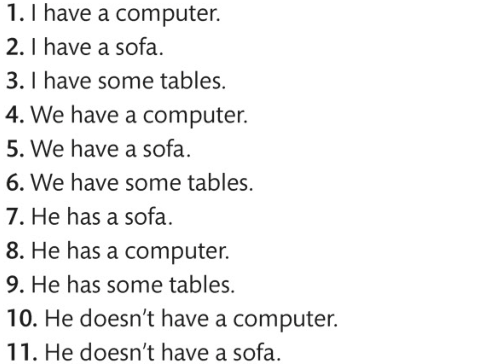 1. I have a computer.
2. I have a sofa.
3. I have some tables.
4. We have a computer.
5. We have a sofa.
6. We have some tables.
7. He has a sofa.
8. He has a computer.
9. He has some tables.
10. He doesn’t have a computer.
11. He doesn’t have a sofa.